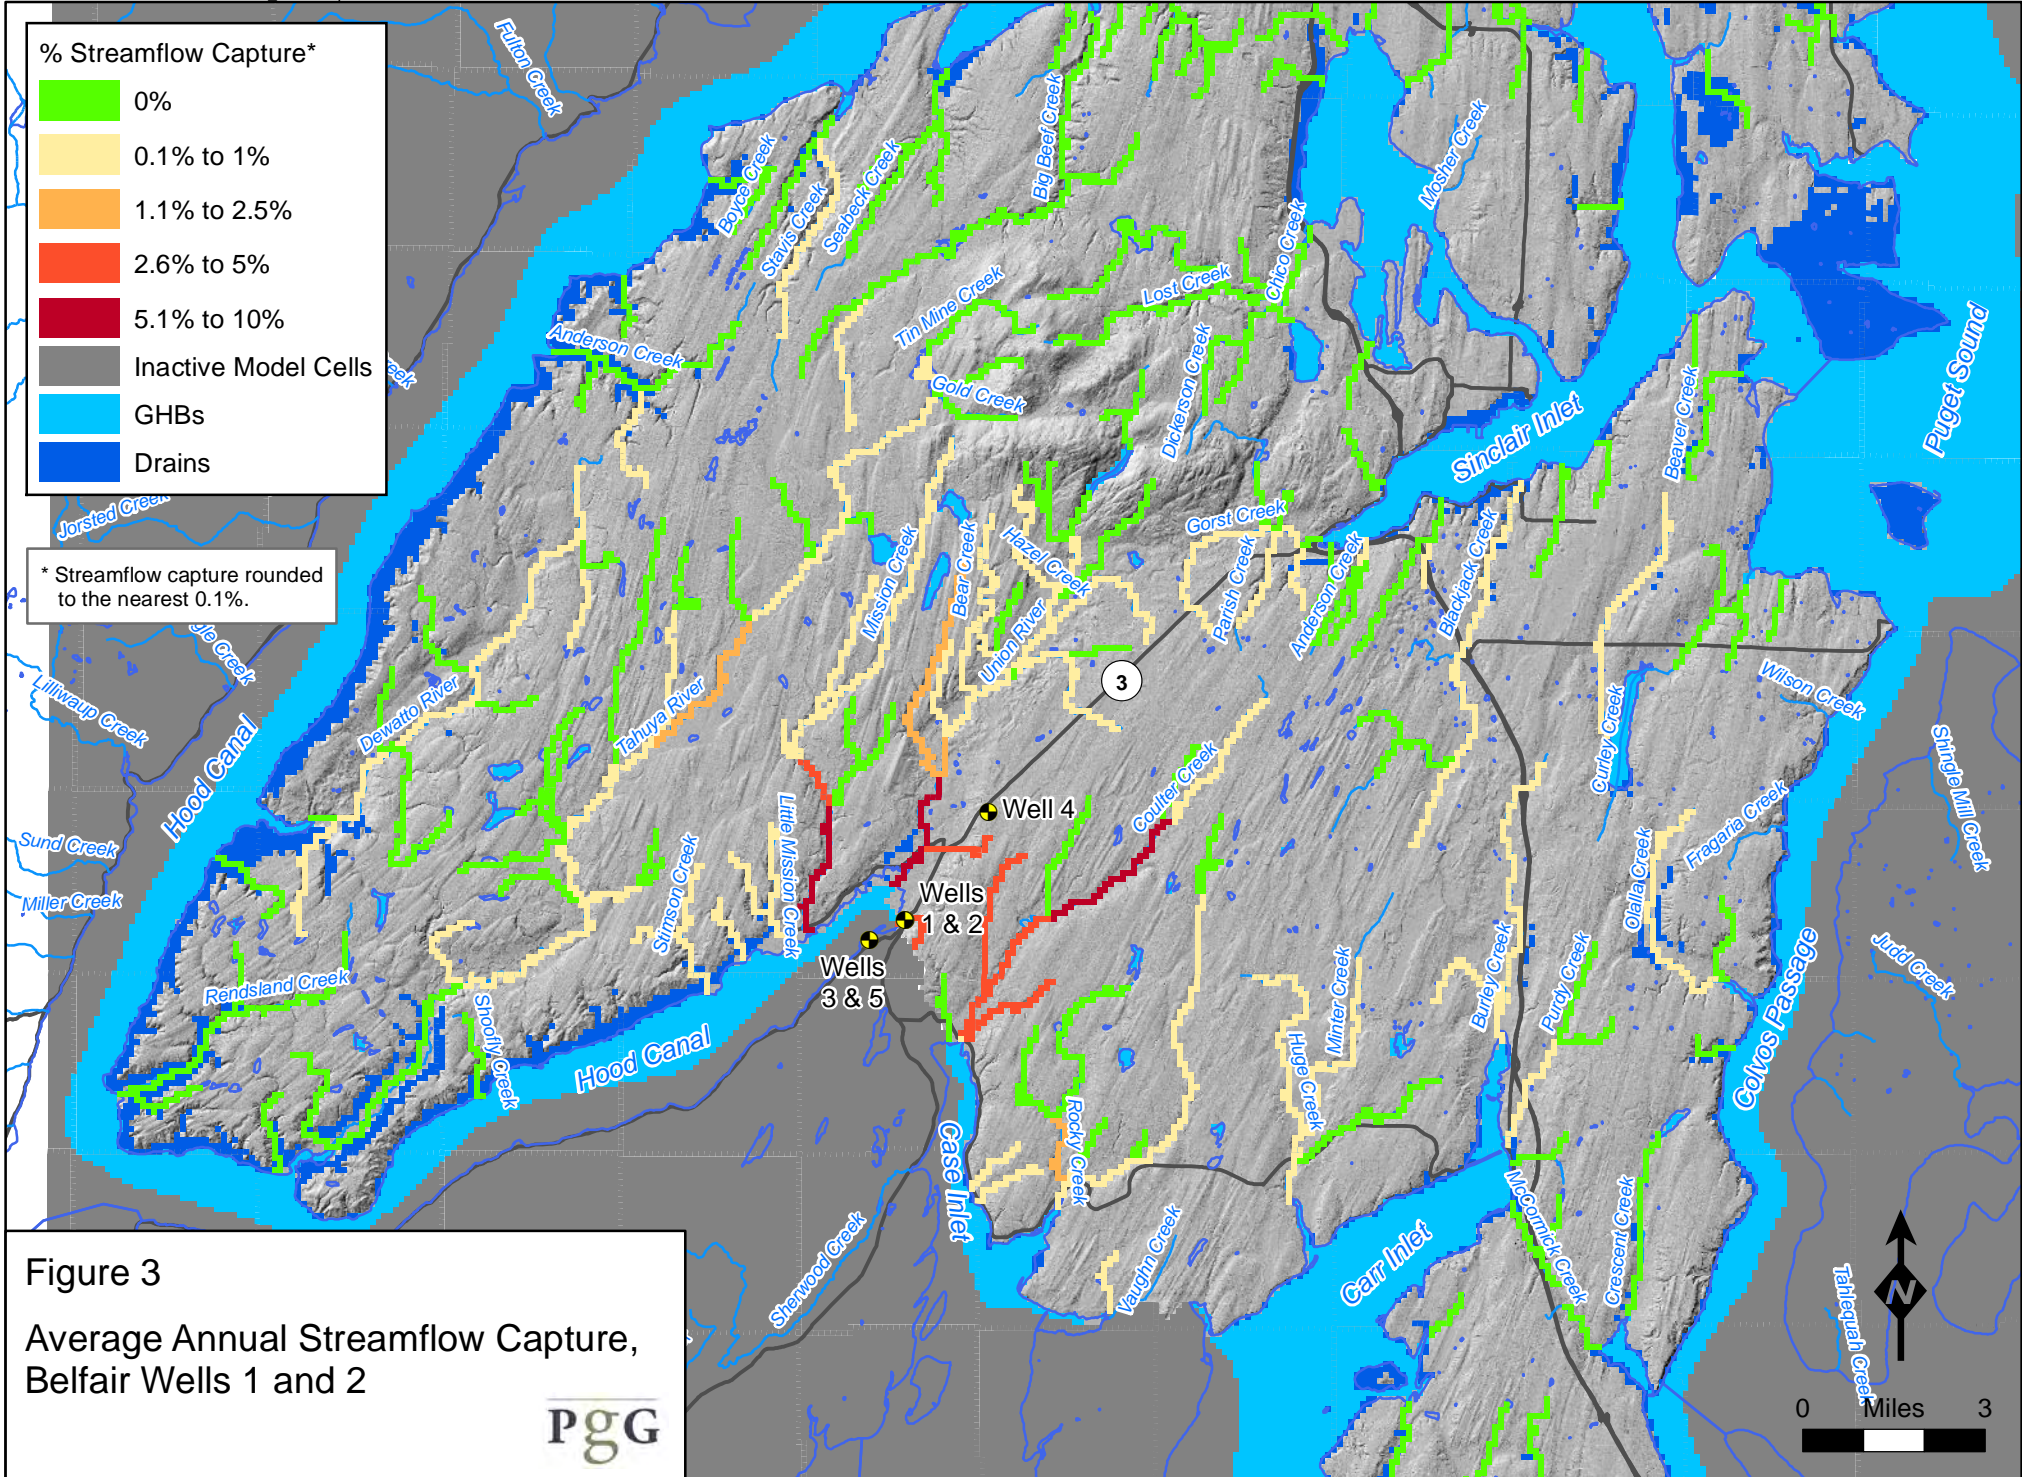 % Streamflow Capture*
0%
0.1% to 1%
1.1% to 2.5%
2.6% to 5%
5.1% to 10%
Inactive Model Cells
GHBs
Drains
* Streamflow capture rounded
to the nearest 0.1%.
Fulton Creek
Boyce Creek
Stavis Creek
Seabeck Creek
Big Beef Creek
Mosher Creek
Chico Creek
Lost Creek
Tin Mine Creek
Anderson Creek
Gold Creek
Dickerson Creek
Sinclair Inlet
Beaver Creek
Puget Sound
Jorsted Creek
Gorst Creek
Hazel Creek
Bear Creek
Mission Creek
Union River
Parish Creek
Anderson Creek
Blackjack Creek
Lilliwaup Creek
Dewatto River
Tahuya River
3
Wilson Creek
Curley Creek
Hood Canal
Shingle Mill Creek
Sund Creek
Little Mission Creek
Well 4
Coulter Creek
Fragaria Creek
Olalla Creek
Miller Creek
Stimson Creek
Wells
1 & 2
Wells
3 & 5
Judd Creek
Rendsland Creek
Shoofly Creek
Burley Creek
Purdy Creek
Minter Creek
Huge Creek
Colvos Passage
Hood Canal
Rocky Creek
Case Inlet
McCormick Creek
Crescent Creek
Vaughn Creek
Sherwood Creek
Carr Inlet
Tahlequah Creek
N
0 Miles 3
Figure 3
Average Annual Streamflow Capture,
Belfair Wells 1 and 2
PgG